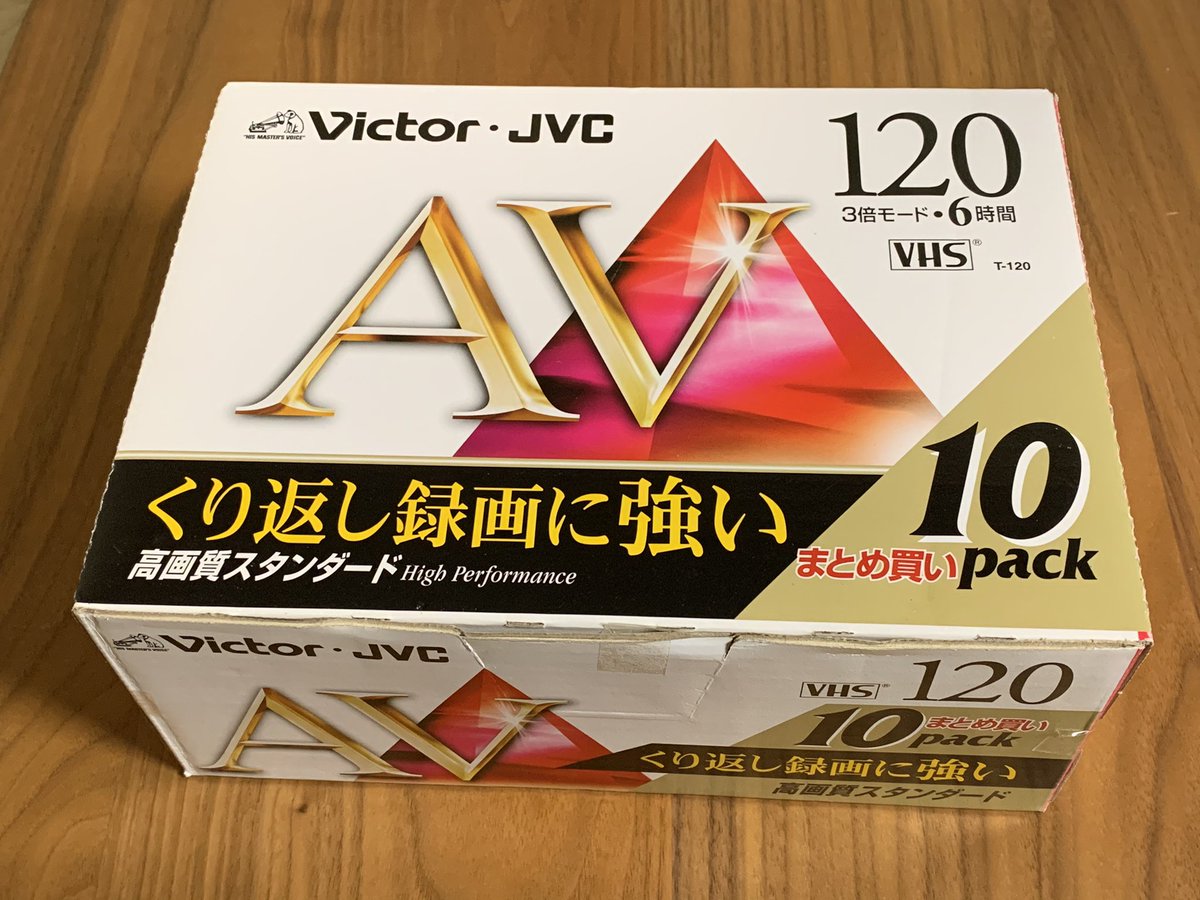 "HIS MASTER'S VOICE"
Victor・JVC
120
3倍モード・6時間
VHS®
T-120
AV
くり返し録画に強い
高画質スタンダード High Performance
10
まとめ買い pack
"HIS MASTER'S VOICE"
Victor・JVC
VHS® 120
AV
10 まとめ買い
pack
くり返し録画に強い
高画質スタンダード